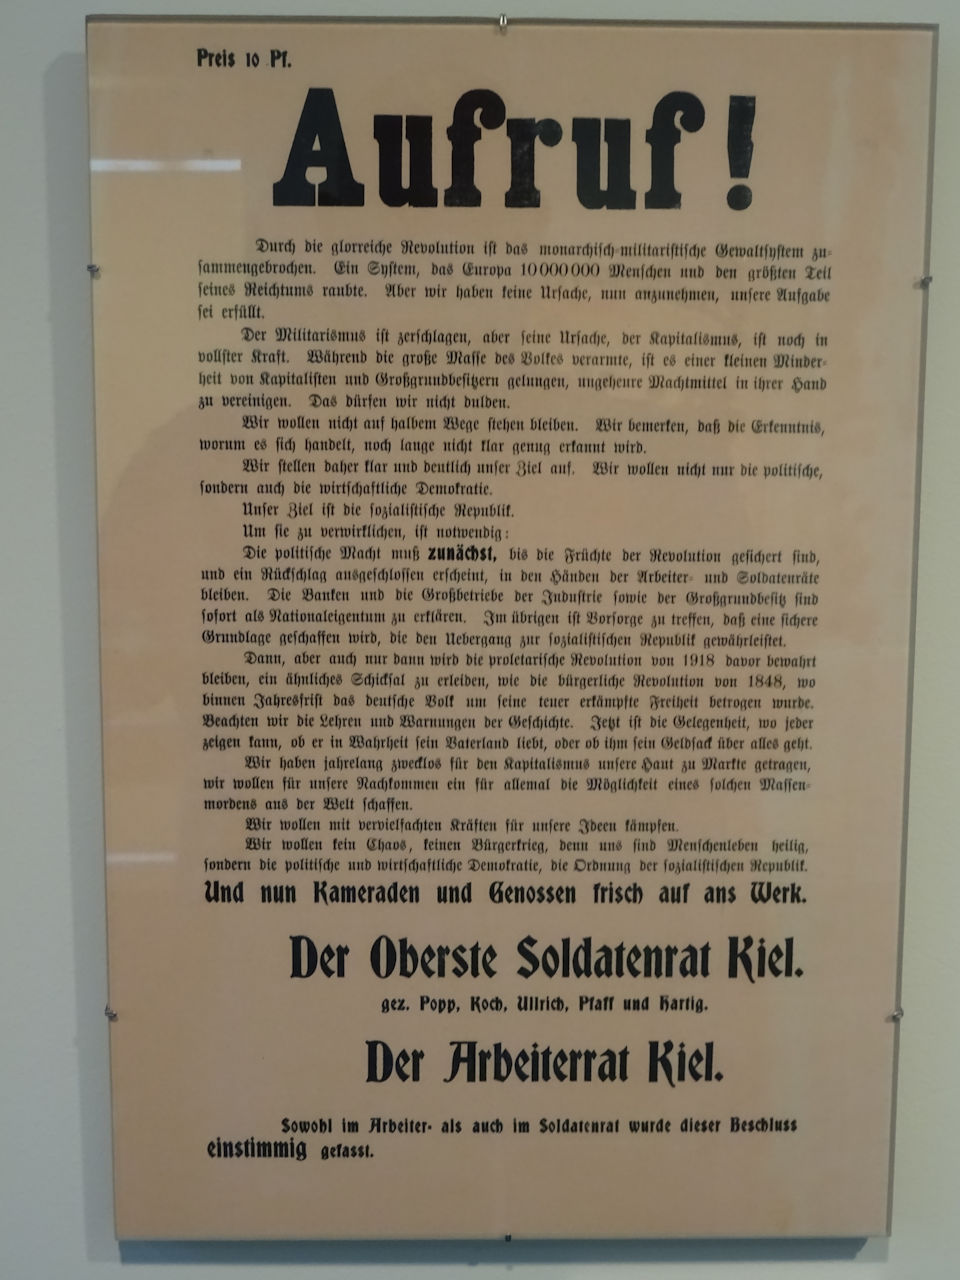 Preis 10 Pf.
Aufruf!
Durch die glorreiche Revolution ist das monarchisch-militaristische Gewaltsystem zu-
sammengebrochen. Ein System, das Europa 10000000 Menschen und den größten Teil
seines Reichtums raubte. Aber wir haben keine Ursache, nun anzunehmen, unsere Aufgabe
sei erfüllt.
Der Militarismus ist zerschlagen, aber seine Ursache, der Kapitalismus, ist noch in
vollster Kraft. Während die große Masse des Volkes verarmte, ist es einer kleinen Minder-
heit von Kapitalisten und Großgrundbesitzern gelungen, ungeheure Machtmittel in ihrer Hand
zu vereinigen. Das dürfen wir nicht dulden.
Wir wollen nicht auf halbem Wege stehen bleiben. Wir bemerken, daß die Erkenntnis,
worum es sich handelt, noch lange nicht klar genug erkannt wird.
Wir stellen daher klar und deutlich unser Ziel auf. Wir wollen nicht nur die politische,
sondern auch die wirtschaftliche Demokratie.
Unser Ziel ist die sozialistische Republik.
Um sie zu verwirklichen, ist notwendig:
Die politische Macht muß zunächst, bis die Früchte der Revolution gesichert sind,
und ein Rückschlag ausgeschlossen erscheint, in den Händen der Arbeiter- und Soldatenräte
bleiben. Die Banken und die Großbetriebe der Industrie sowie der Großgrundbesitz sind
sofort als Nationaleigentum zu erklären. Im übrigen ist Vorsorge zu treffen, daß eine sichere
Grundlage geschaffen wird, die den Uebergang zur sozialistischen Republik gewährleistet.
Dann, aber auch nur dann wird die proletarische Revolution von 1918 davor bewahrt
bleiben, ein ähnliches Schicksal zu erleiden, wie die bürgerliche Revolution von 1848, wo
binnen Jahresfrist das deutsche Volk um seine teuer erkämpfte Freiheit betrogen wurde.
Beachten wir die Lehren und Warnungen der Geschichte. Jetzt ist die Gelegenheit, wo jeder
zeigen kann, ob er in Wahrheit sein Vaterland liebt, oder ob ihm sein Geldsack über alles geht.
Wir haben jahrelang zwecklos für den Kapitalismus unsere Haut zu Markte getragen,
wir wollen für unsere Nachkommen ein für allemal die Möglichkeit eines solchen Massen-
mordens aus der Welt schaffen.
Wir wollen mit vervielfachten Kräften für unsere Ideen kämpfen.
Wir wollen kein Chaos, keinen Bürgerkrieg, denn uns sind Menschenleben heilig,
sondern die politische und wirtschaftliche Demokratie, die Ordnung der sozialistischen Republik.
Und nun Kameraden und Genossen frisch auf ans Werk.
Der Oberste Soldatenrat Kiel.
gez. Popp, Koch, Ullrich, Pfaff und Hartig.
Der Arbeiterrat Kiel.
Sowohl im Arbeiter- als auch im Soldatenrat wurde dieser Beschluss
einstimmig gefasst.